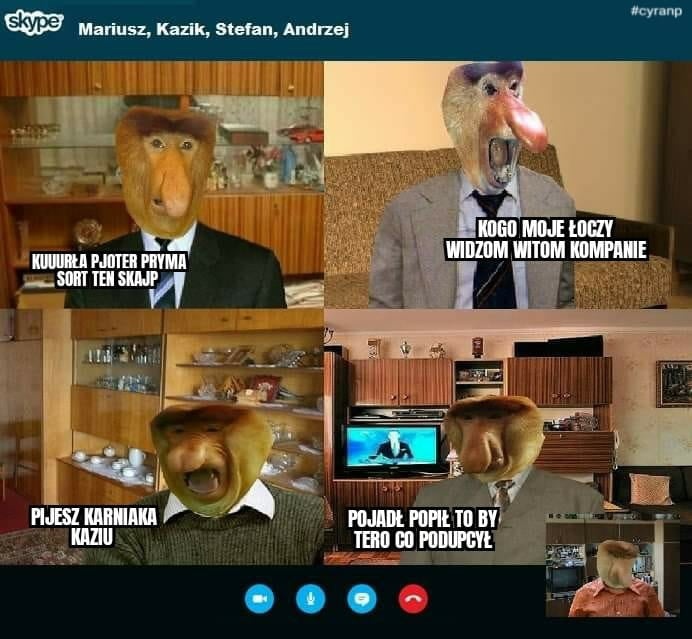 skype
Mariusz, Kazik, Stefan, Andrzej
#cyranp
KUUURŁA PJOTER PRYMA
SORT TEN SKAJP
KOGO MOJE ŁOCZY
WIDZOM WITOM KOMPANIE
PIJESZ KARNIAKA
KAZIU
POJADŁ POPIŁ TO BY
TERO CO PODUPCYŁ